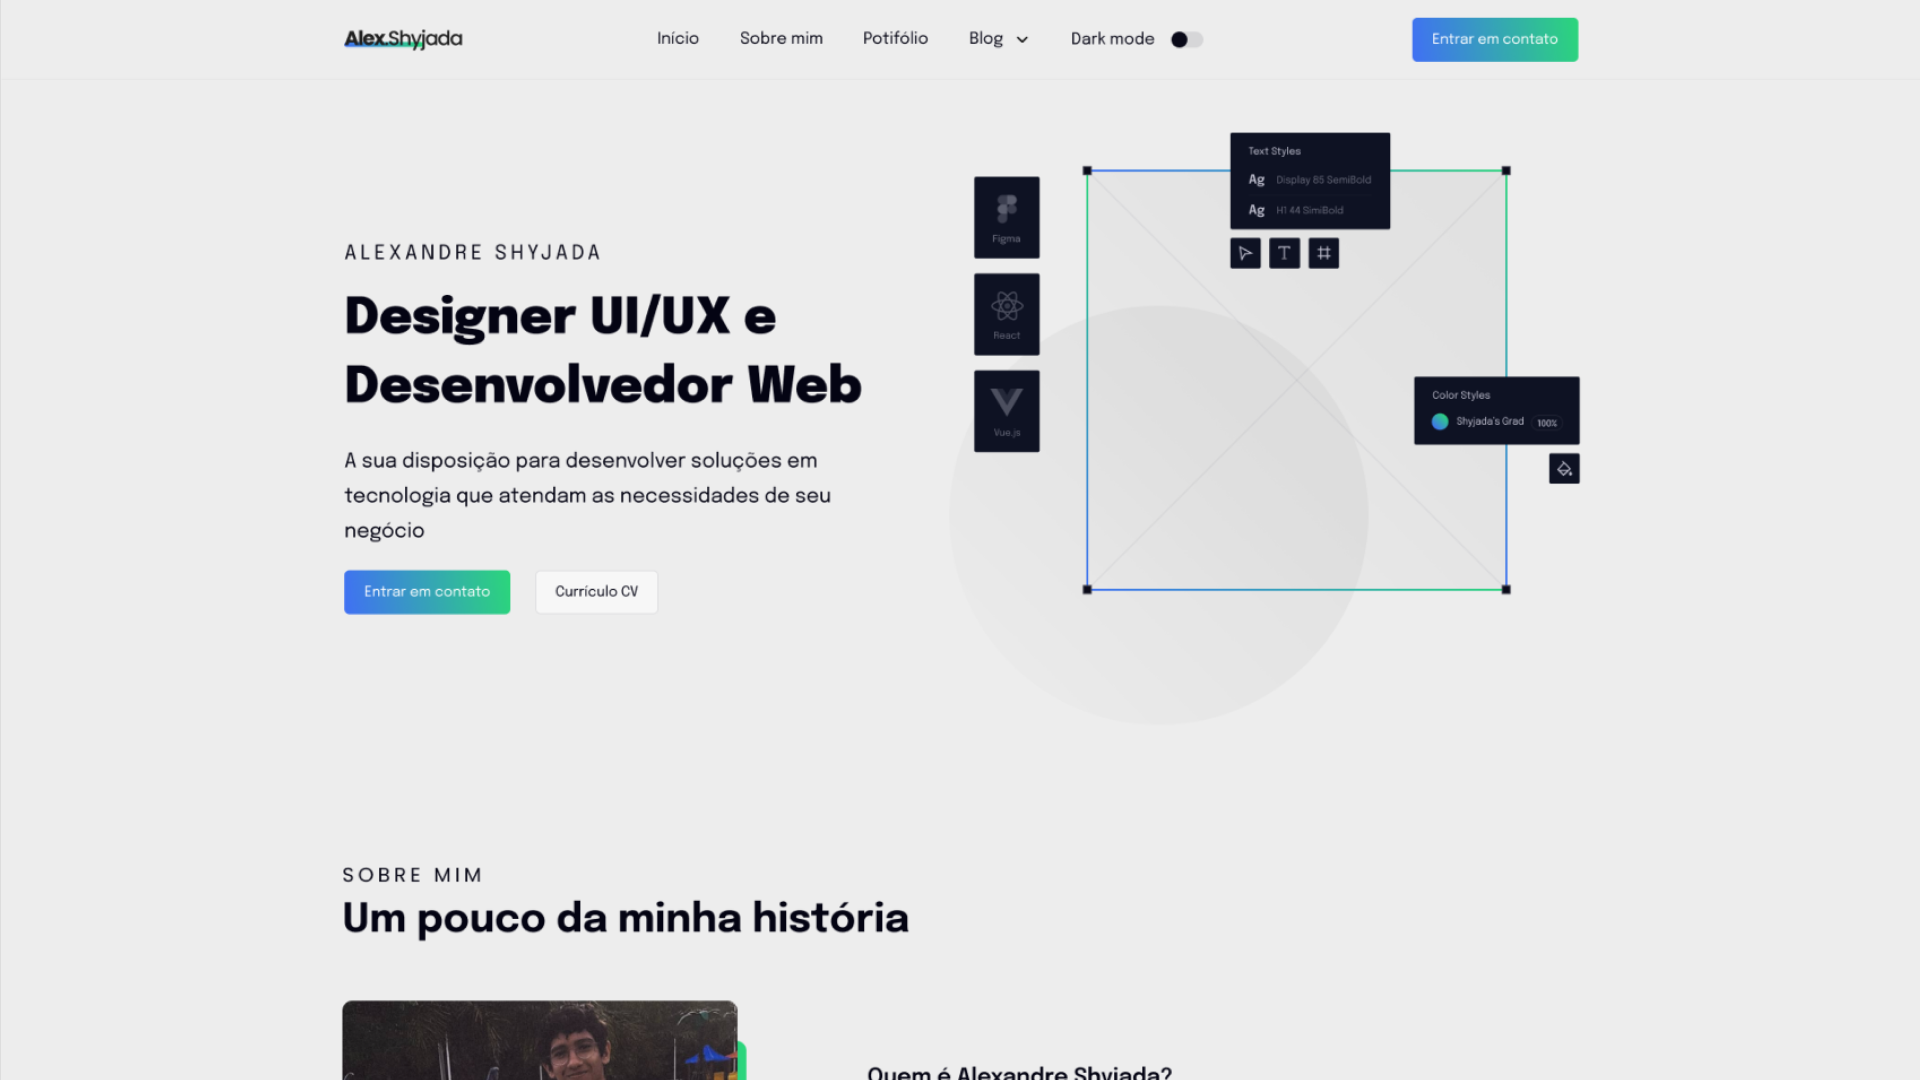 Alex.Shyjada
Início
Sobre mim
Potifólio
Blog
Dark mode
Entrar em contato
ALEXANDRE SHYJADA
Designer UI/UX e
Desenvolvedor Web
A sua disposição para desenvolver soluções em
tecnologia que atendam as necessidades de seu
negócio
Entrar em contato
Currículo CV
Figma
React
Vue.js
Text Styles
Ag Display 85 SemiBold
Ag H1 44 SimiBold
T
Color Styles
Shyjada's Grad 100%
SOBRE MIM
Um pouco da minha história
Quem é Alexandre Shyjada?